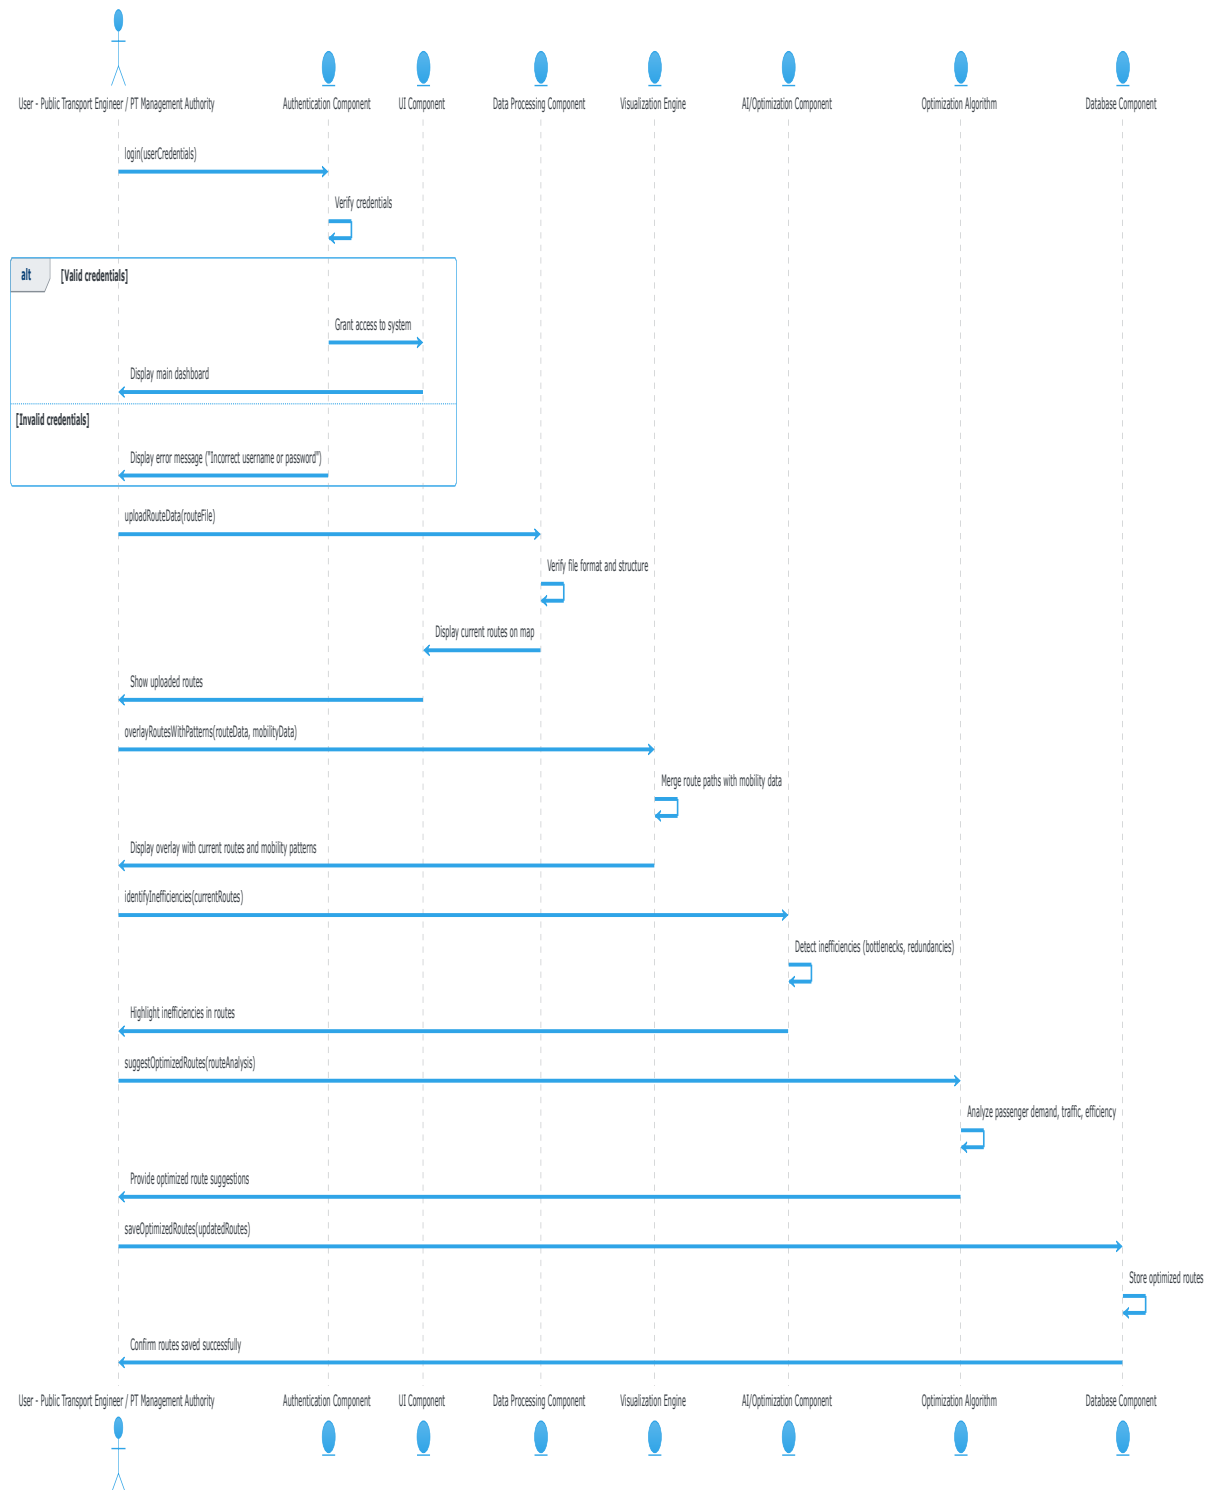 User - Public Transport Engineer / PT Management Authority
Authentication Component
UI Component
Data Processing Component
Visualization Engine
AI/Optimization Component
Optimization Algorithm
Database Component
login(userCredentials)
Verify credentials
alt
[Valid credentials]
Grant access to system
Display main dashboard
[Invalid credentials]
Display error message ("Incorrect username or password")
uploadRouteData(routeFile)
Verify file format and structure
Display current routes on map
Show uploaded routes
overlayRoutesWithPatterns(routeData, mobilityData)
Merge route paths with mobility data
Display overlay with current routes and mobility patterns
identifyInefficiencies(currentRoutes)
Detect inefficiencies (bottlenecks, redundancies)
Highlight inefficiencies in routes
suggestOptimizedRoutes(routeAnalysis)
Analyze passenger demand, traffic, efficiency
Provide optimized route suggestions
saveOptimizedRoutes(updatedRoutes)
Store optimized routes
Confirm routes saved successfully
User - Public Transport Engineer / PT Management Authority
Authentication Component
UI Component
Data Processing Component
Visualization Engine
AI/Optimization Component
Optimization Algorithm
Database Component